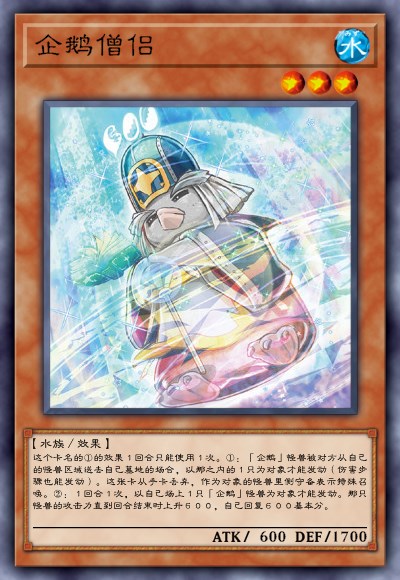 企鹅僧侣
水
600
【水族/效果】
这个卡名的①的效果1回合只能使用1次。①:「企鹅」怪兽被对方从自
己的怪兽区域送去自己墓地的场合,以那之内的1只为对象才能发动(伤害步
骤也能发动)。这张卡从手卡丢弃,作为对象的怪兽里侧守备表示特殊召
唤。②:1回合1次,以自己场上1只「企鹅」怪兽为对象才能发动。那只
怪兽的攻击力直到回合结束时上升600,自己回复600基本分。
ATK/ 600 DEF/1700